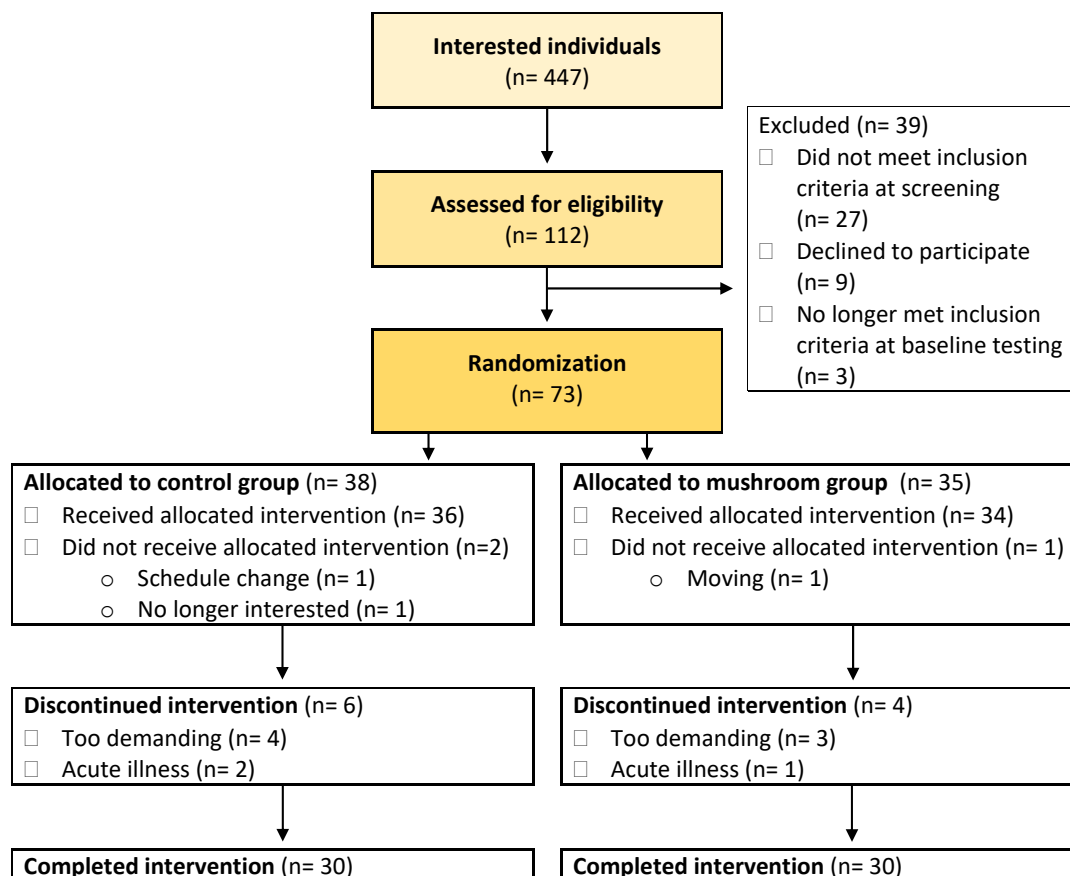 Interested individuals
(n= 447)
Excluded (n= 39)
□ Did not meet inclusion
criteria at screening
(n= 27)
□ Declined to participate
(n= 9)
□ No longer met inclusion
criteria at baseline testing
(n= 3)
Assessed for eligibility
(n= 112)
Randomization
(n= 73)
Allocated to control group (n= 38)
□ Received allocated intervention (n= 36)
□ Did not receive allocated intervention (n=2)
o Schedule change (n= 1)
o No longer interested (n= 1)
Allocated to mushroom group (n= 35)
□ Received allocated intervention (n= 34)
□ Did not receive allocated intervention (n= 1)
o Moving (n= 1)
Discontinued intervention (n= 6)
□ Too demanding (n= 4)
□ Acute illness (n= 2)
Discontinued intervention (n= 4)
□ Too demanding (n= 3)
□ Acute illness (n= 1)
Completed intervention (n= 30)
Completed intervention (n= 30)